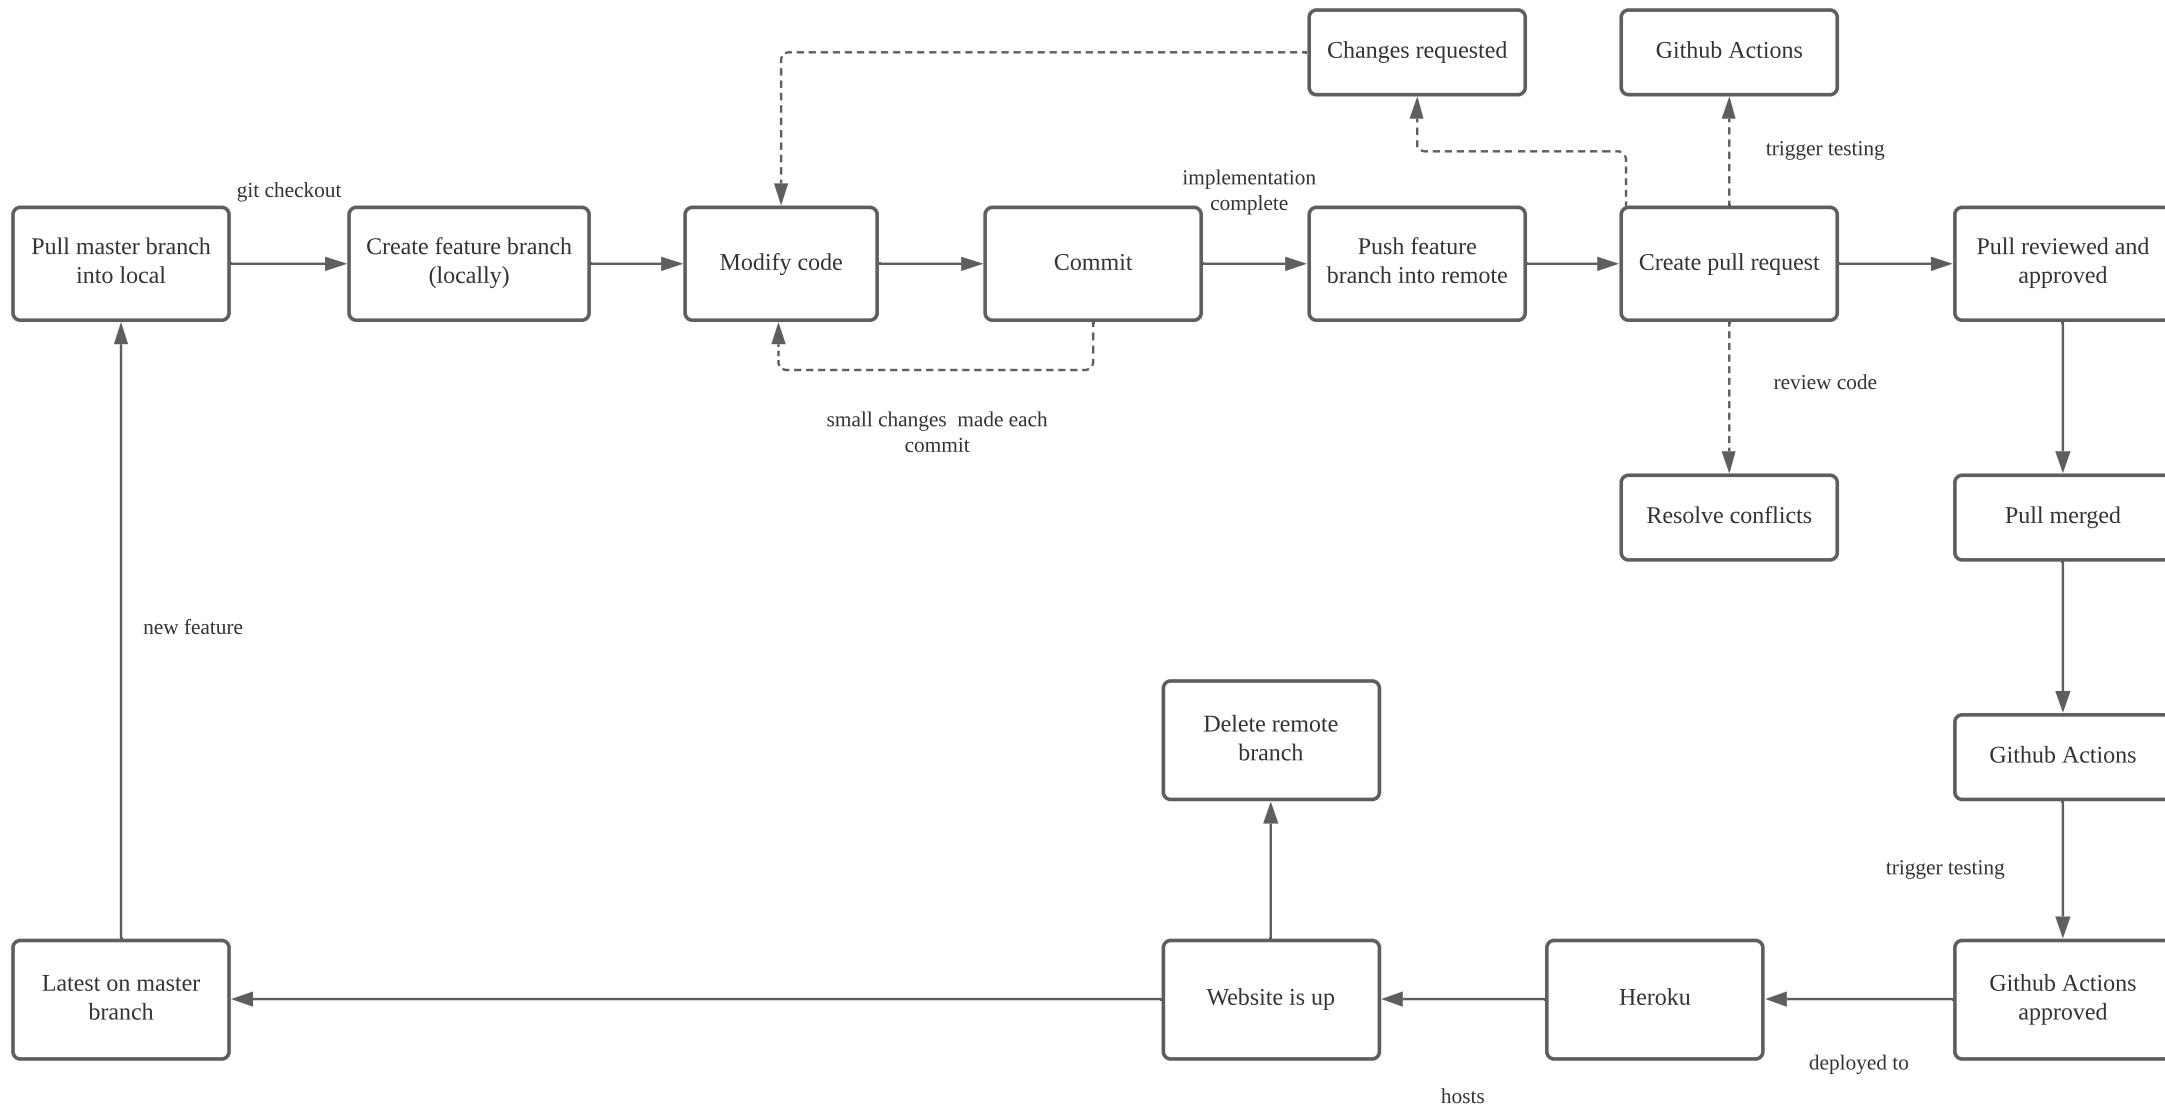 Changes requested
Github Actions
trigger testing
implementation
complete
git checkout
Pull master branch
into local
Create feature branch
(locally)
Modify code
Commit
Push feature
branch into remote
Create pull request
Pull reviewed and
approved
review code
small changes  made each
commit
Resolve conflicts
Pull merged
new feature
Delete remote
branch
Github Actions
trigger testing
Latest on master
branch
Website is up
Heroku
Github Actions
approved
deployed to
hosts